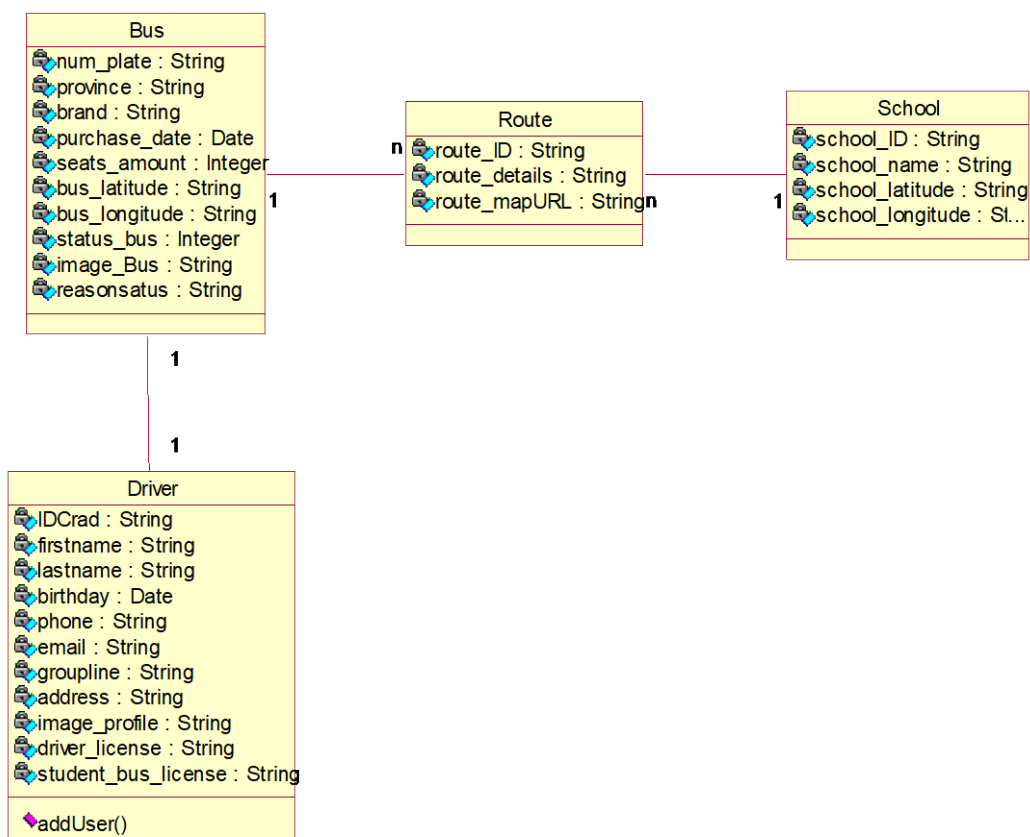 Bus
num_plate : String
province : String
brand : String
purchase_date : Date
seats_amount : Integer
bus_latitude : String
bus_longitude : String
status_bus : Integer
image_Bus : String
reasonsatus : String
1
n
Route
route_ID : String
route_details : String
route_mapURL : String
n
1
School
school_ID : String
school_name : String
school_latitude : String
school_longitude : St...
1
1
Driver
IDCrad : String
firstname : String
lastname : String
birthday : Date
phone : String
email : String
groupline : String
address : String
image_profile : String
driver_license : String
student_bus_license : String
addUser()